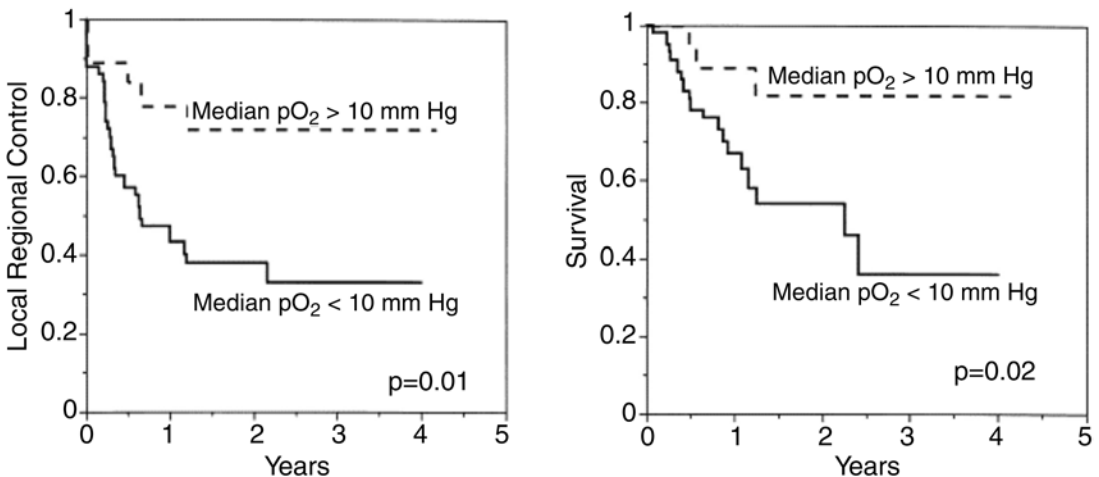 Local Regional Control
1
0.8
0.6
0.4
0.2
0
0 1 2 3 4 5
Years
Median pO₂ > 10 mm Hg
Median pO₂ < 10 mm Hg
p=0.01
Survival
1
0.8
0.6
0.4
0.2
0
0 1 2 3 4 5
Years
Median pO₂ > 10 mm Hg
Median pO₂ < 10 mm Hg
p=0.02